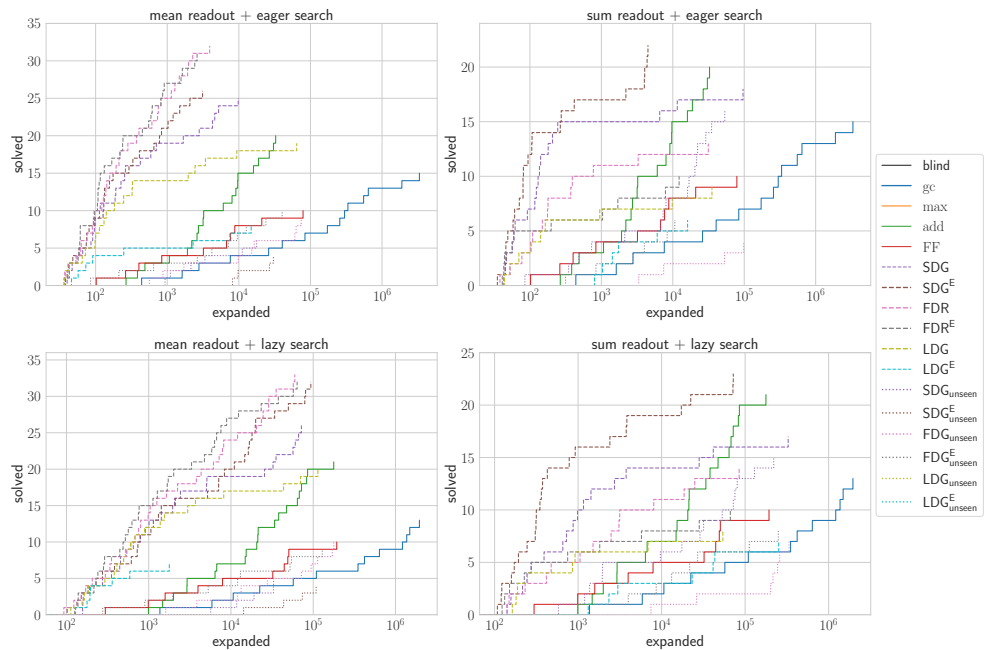 mean readout + eager search
35
30
25
20
15
10
5
0
solved
10^2
10^3
10^4
10^5
10^6
expanded
sum readout + eager search
20
15
10
5
0
solved
10^2
10^3
10^4
10^5
10^6
expanded
mean readout + lazy search
35
30
25
20
15
10
5
0
solved
10^2
10^3
10^4
10^5
10^6
expanded
sum readout + lazy search
25
20
15
10
5
0
solved
10^2
10^3
10^4
10^5
10^6
expanded
blind
gc
max
add
FF
SDG
SDG^E
FDR
FDR^E
LDG
LDG^E
SDG_unseen
SDG^E_unseen
FDG_unseen
FDG^E_unseen
LDG_unseen
LDG^E_unseen